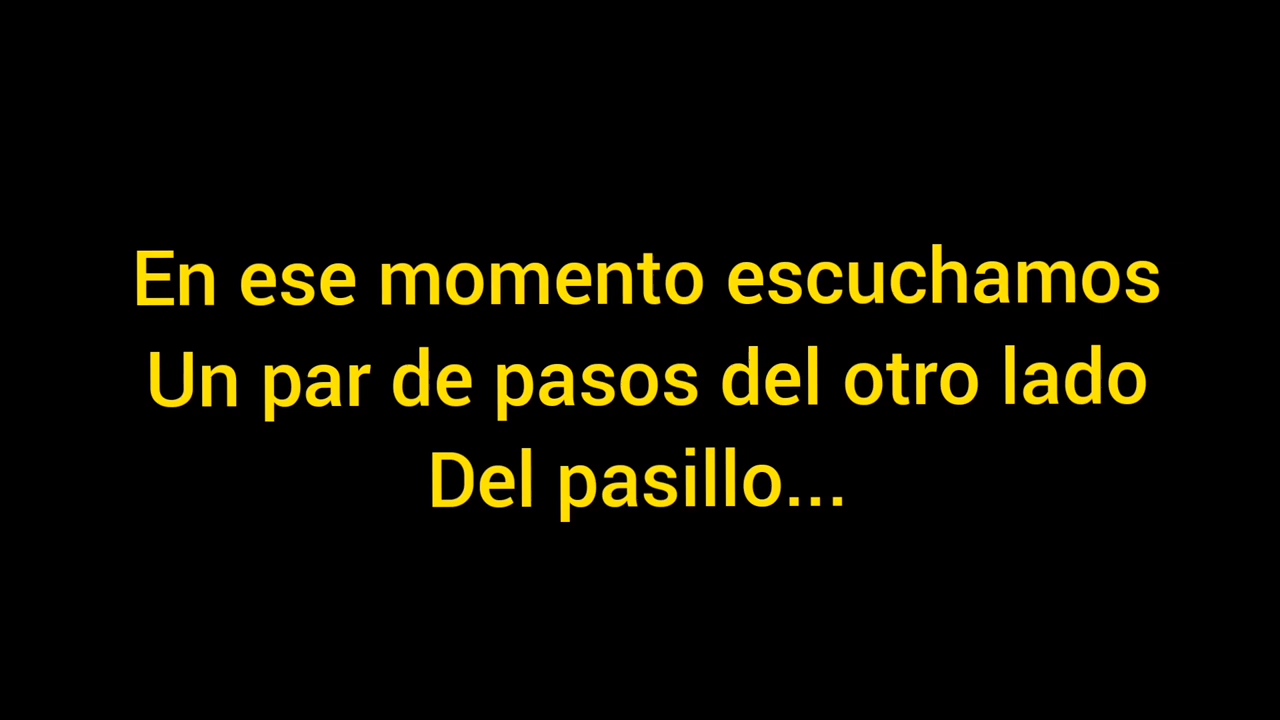 En ese momento escuchamos
Un par de pasos del otro lado
Del pasillo...